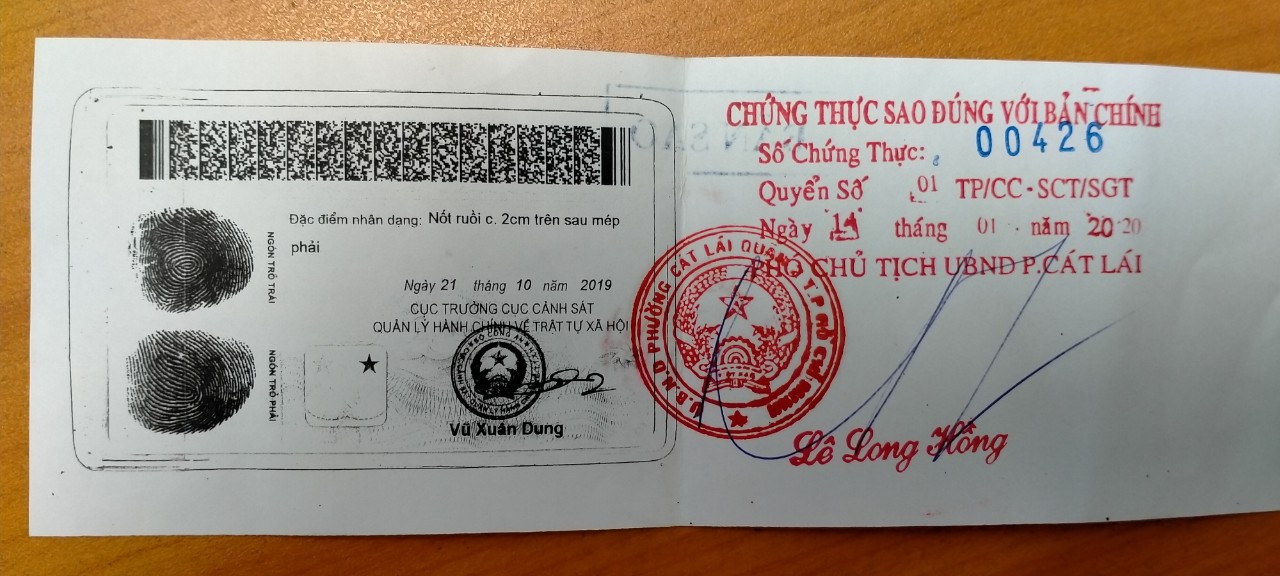 Đặc điểm nhân dạng: Nốt ruồi c. 2cm trên sau mép
phải
NGÓN TRỎ TRÁI
NGÓN TRỎ PHẢI
Ngày 21 tháng 10 năm 2019
CỤC TRƯỞNG CỤC CẢNH SÁT
QUẢN LÝ HÀNH CHÍNH VỀ TRẬT TỰ XÃ HỘI
Vũ Xuân Dung
BẢN SAO
CHỨNG THỰC SAO ĐÚNG VỚI BẢN CHÍNH
Số Chứng Thực: 00426
Quyển Số 01 TP/CC-SCT/SGT
Ngày 14 tháng 01 năm 2020
PHÓ CHỦ TỊCH UBND P.CÁT LÁI
U.B.N.D PHƯỜNG CÁT LÁI QUẬN 2 T.P HỒ CHÍ MINH
Lê Long Hồng